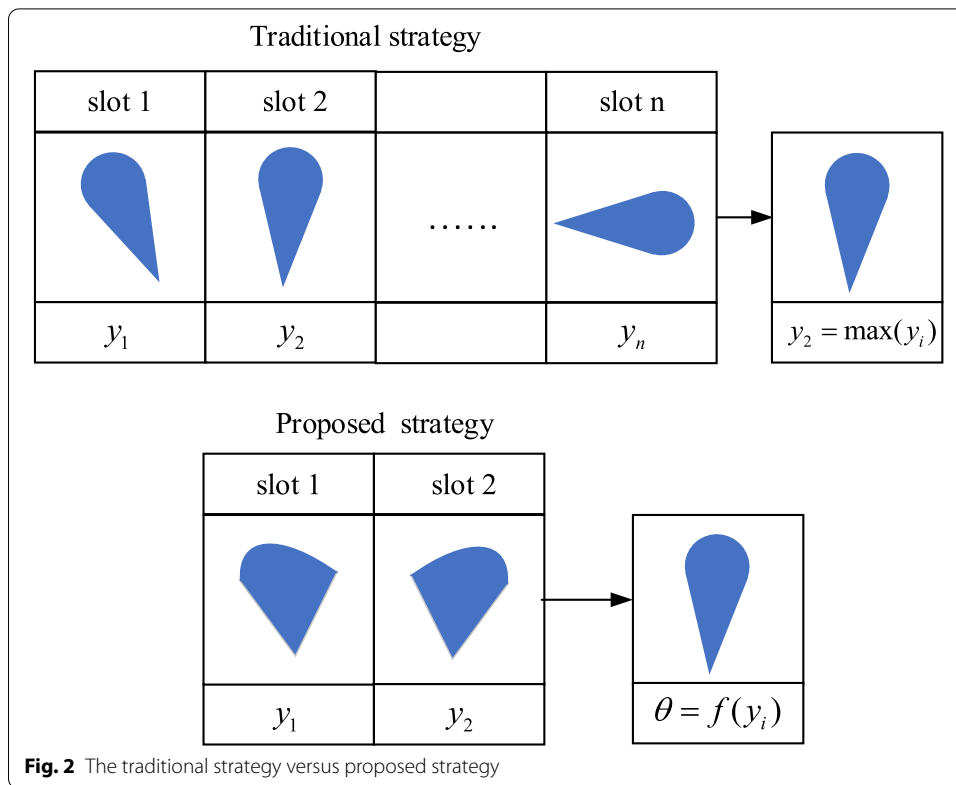 Traditional strategy
slot 1 slot 2 slot n
......
y₁ y₂ yₙ y₂ = max(yᵢ)
Proposed strategy
slot 1 slot 2
y₁ y₂ θ = f(yᵢ)
Fig. 2 The traditional strategy versus proposed strategy